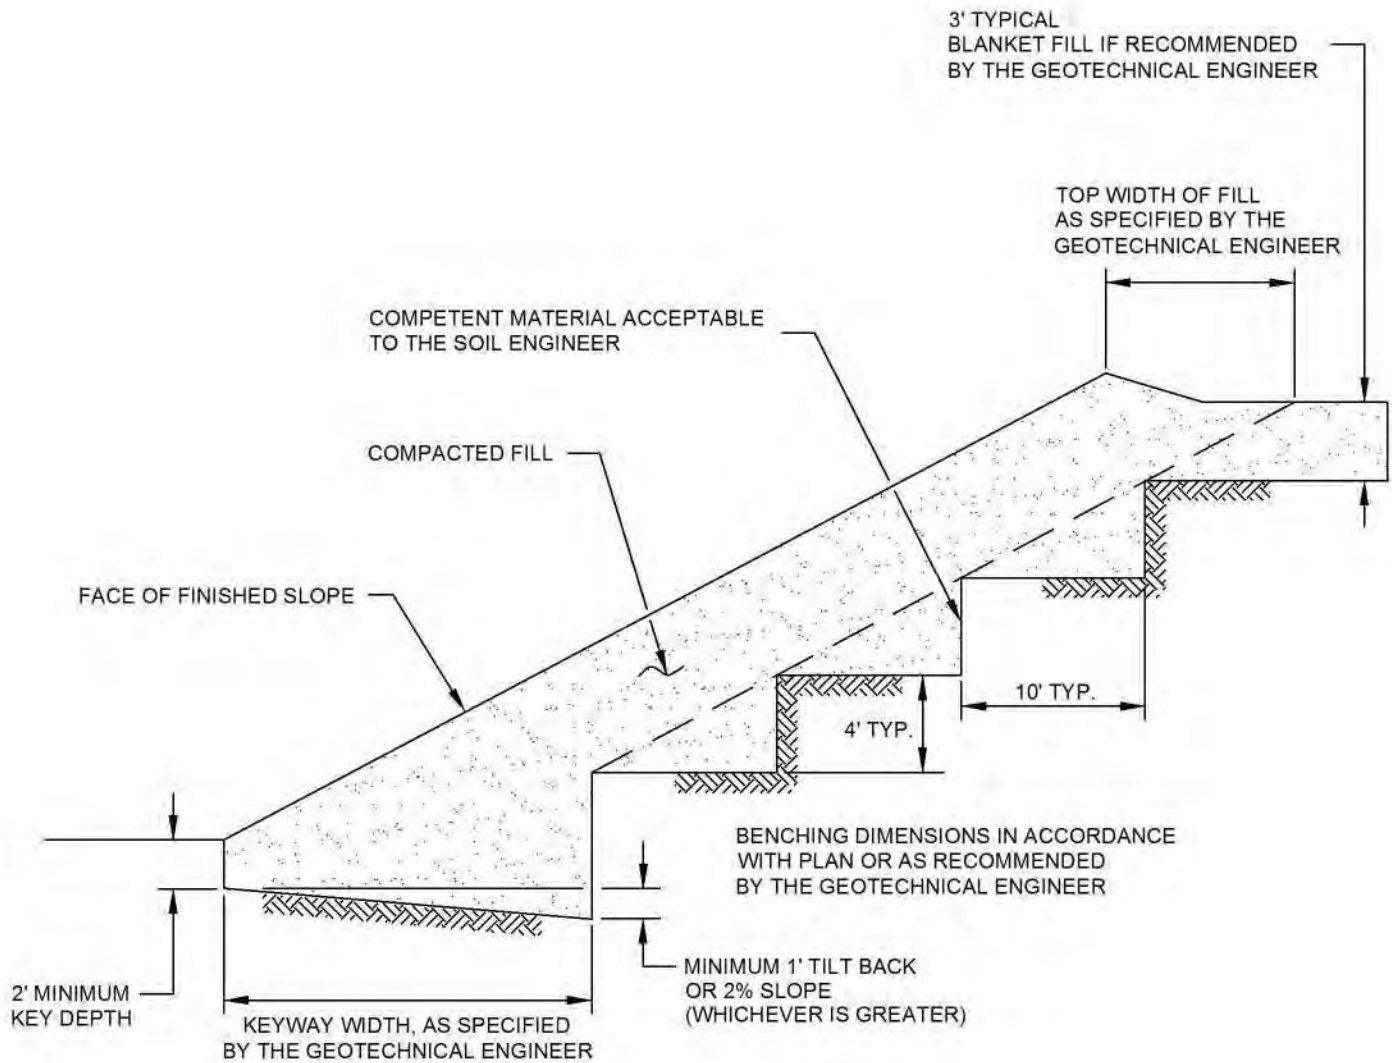 3' TYPICAL
BLANKET FILL IF RECOMMENDED
BY THE GEOTECHNICAL ENGINEER
TOP WIDTH OF FILL
AS SPECIFIED BY THE
GEOTECHNICAL ENGINEER
COMPETENT MATERIAL ACCEPTABLE
TO THE SOIL ENGINEER
COMPACTED FILL
FACE OF FINISHED SLOPE
10' TYP.
4' TYP.
BENCHING DIMENSIONS IN ACCORDANCE
WITH PLAN OR AS RECOMMENDED
BY THE GEOTECHNICAL ENGINEER
MINIMUM 1' TILT BACK
OR 2% SLOPE
(WHICHEVER IS GREATER)
2' MINIMUM
KEY DEPTH
KEYWAY WIDTH, AS SPECIFIED
BY THE GEOTECHNICAL ENGINEER